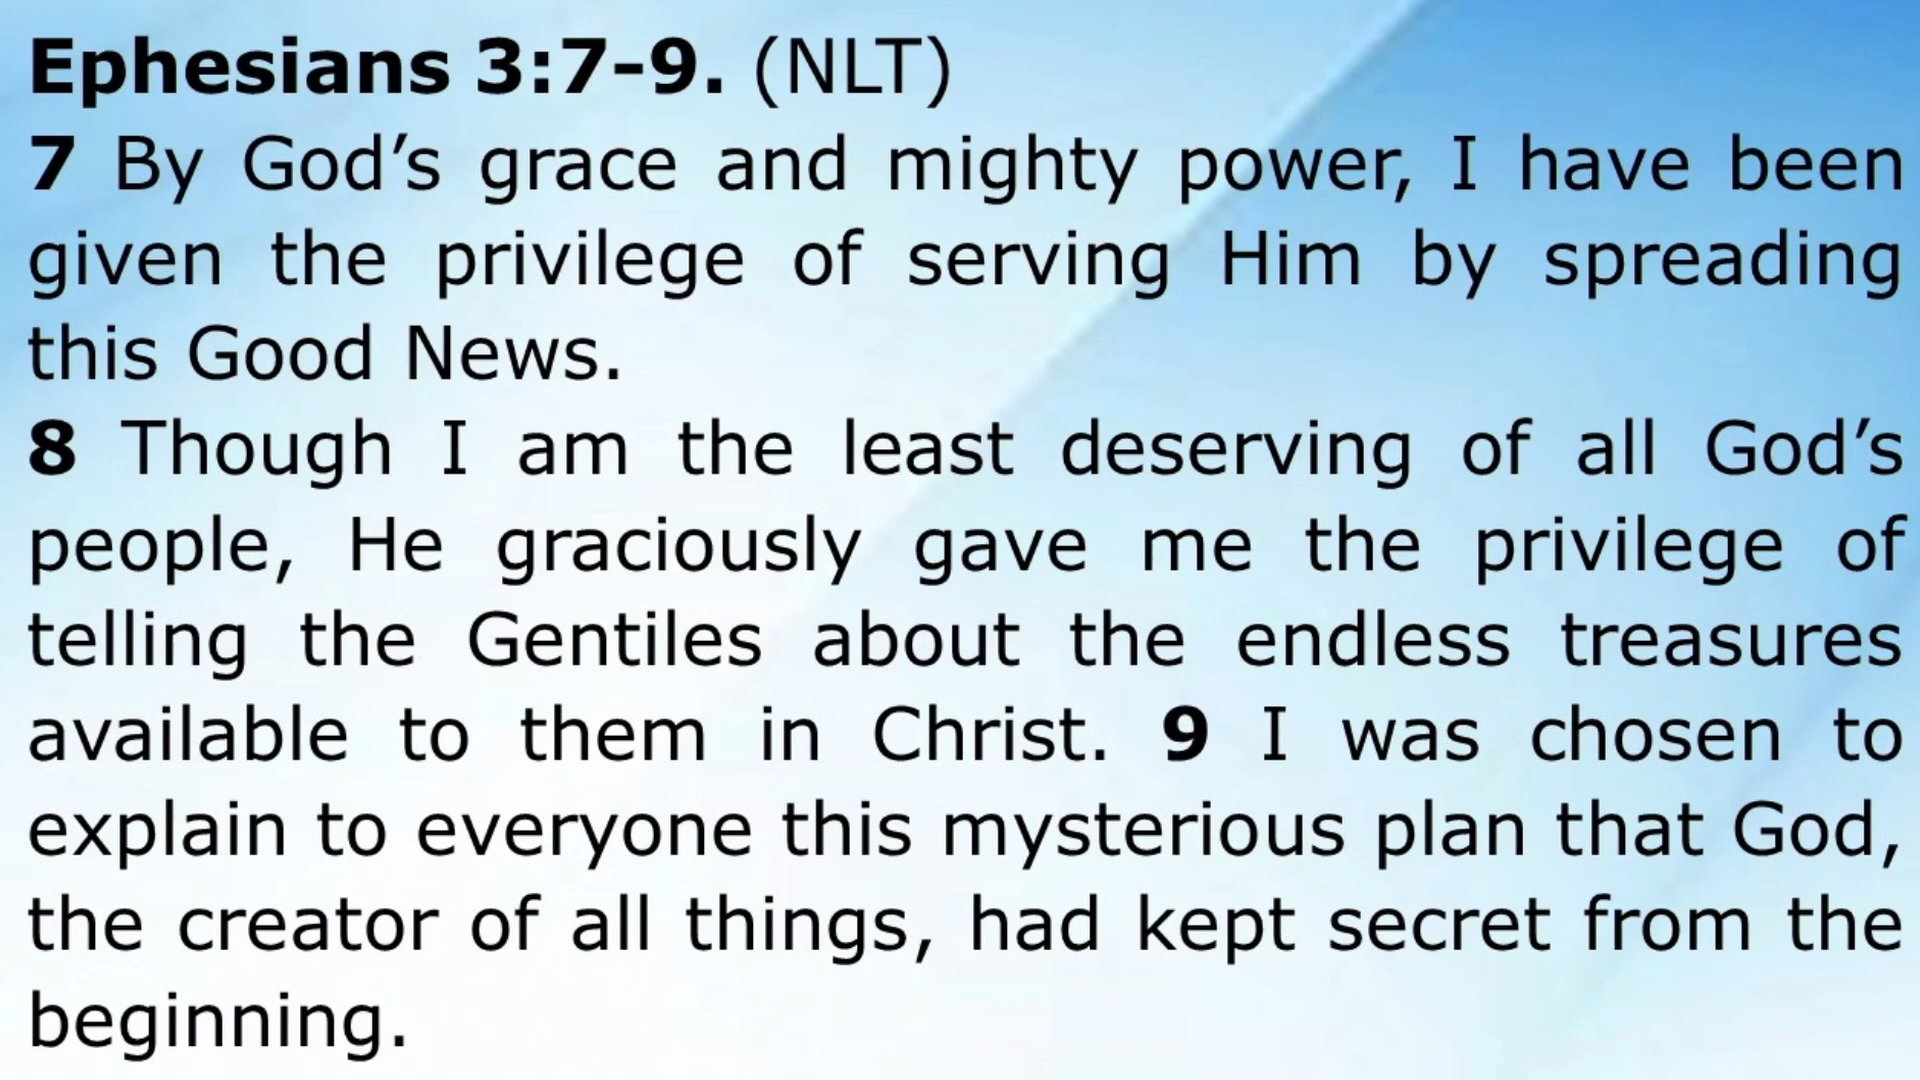 Ephesians 3:7-9. (NLT)
7 By God’s grace and mighty power, I have been
given the privilege of serving Him by spreading
this Good News.
8 Though I am the least deserving of all God’s
people, He graciously gave me the privilege of
telling the Gentiles about the endless treasures
available to them in Christ. 9 I was chosen to
explain to everyone this mysterious plan that God,
the creator of all things, had kept secret from the
beginning.